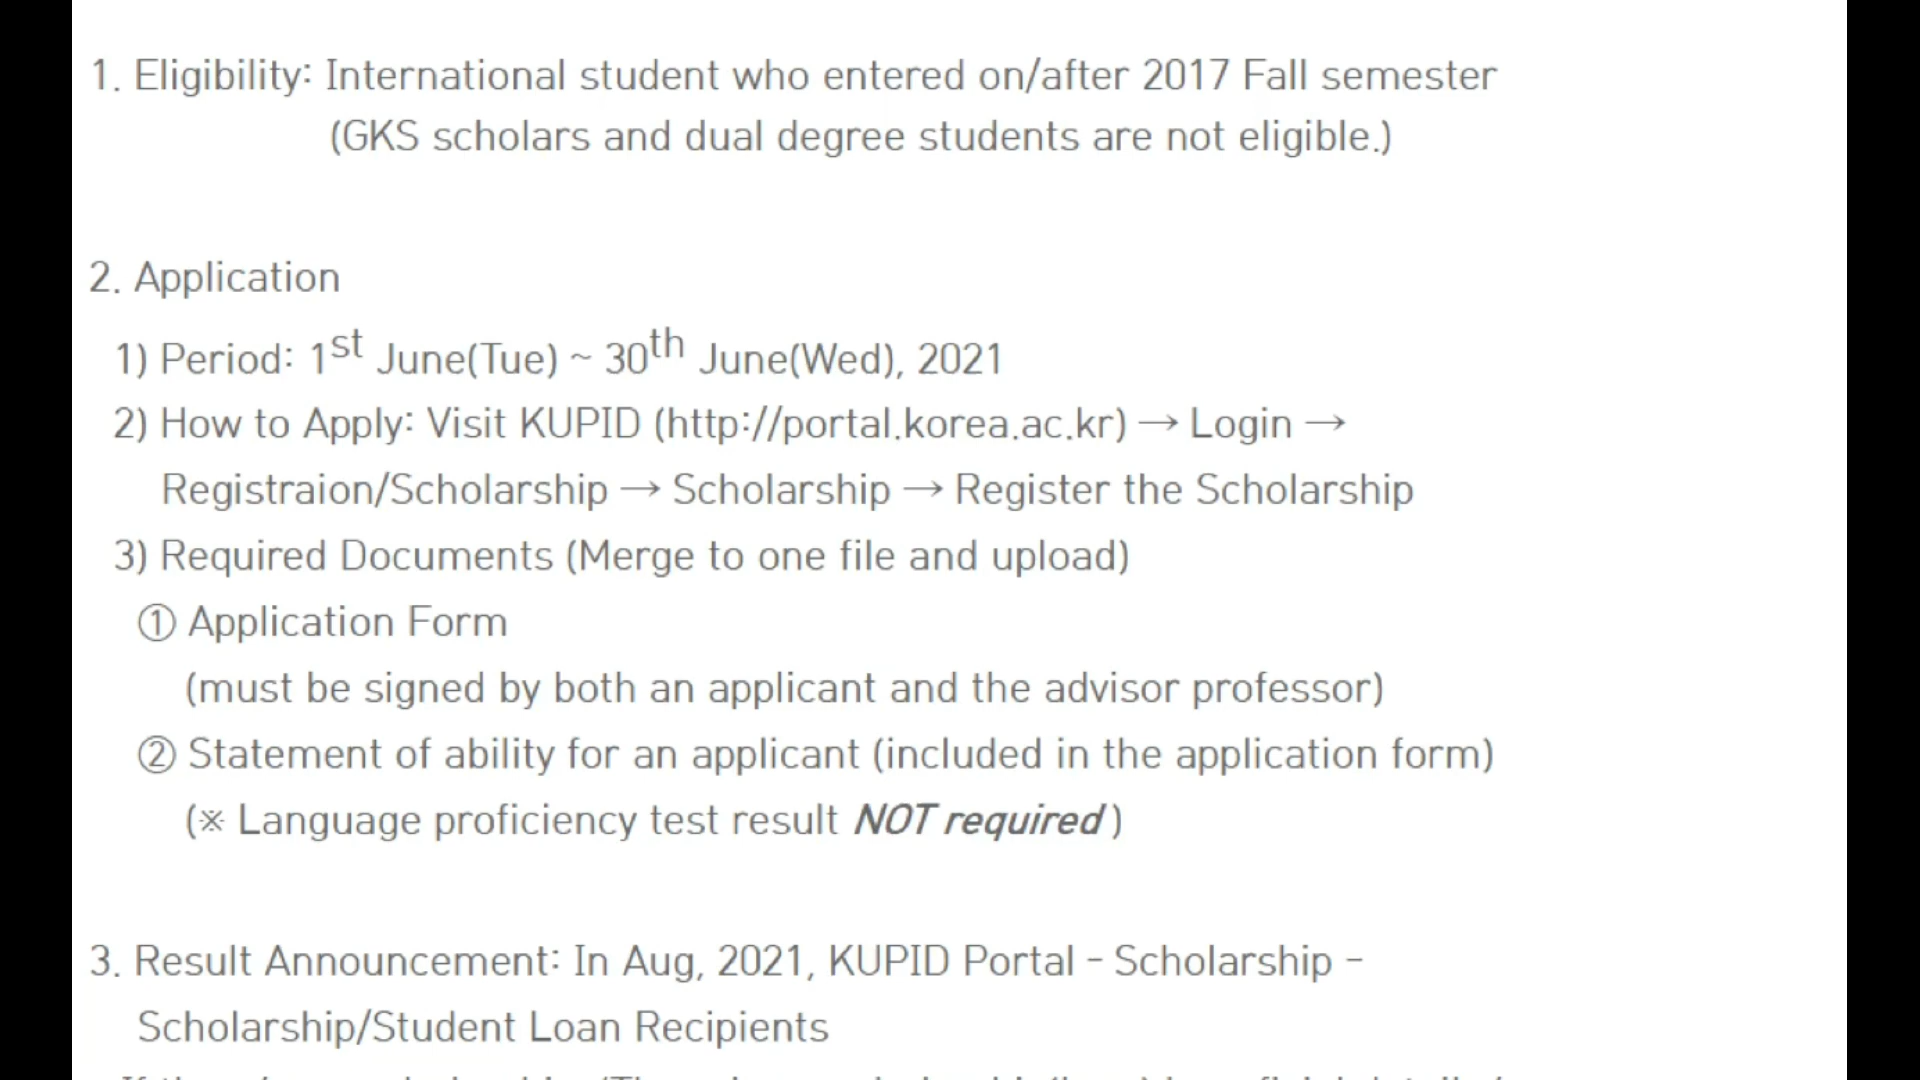 1. Eligibility: International student who entered on/after 2017 Fall semester
(GKS scholars and dual degree students are not eligible.)
2. Application
1) Period: 1st June(Tue) ~ 30th June(Wed), 2021
2) How to Apply: Visit KUPID (http://portal.korea.ac.kr) → Login →
Registraion/Scholarship → Scholarship → Register the Scholarship
3) Required Documents (Merge to one file and upload)
① Application Form
(must be signed by both an applicant and the advisor professor)
② Statement of ability for an applicant (included in the application form)
(※ Language proficiency test result NOT required)
3. Result Announcement: In Aug, 2021, KUPID Portal - Scholarship -
Scholarship/Student Loan Recipients